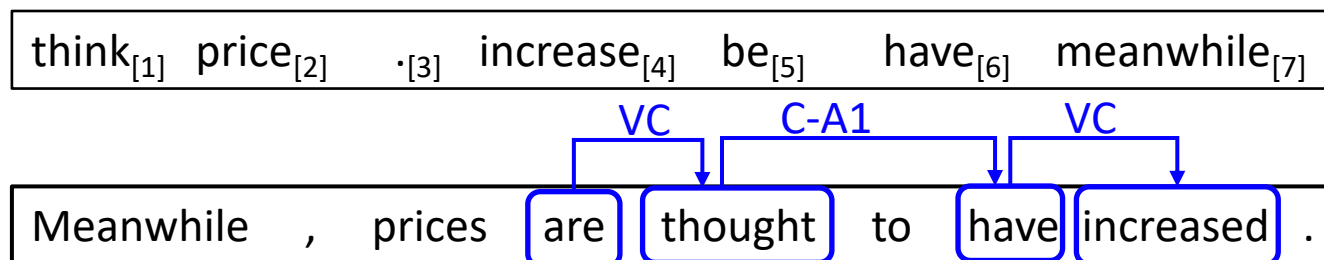 think[1] price[2] .[3] increase[4] be[5] have[6] meanwhile[7]
VC C-A1 VC
Meanwhile , prices are thought to have increased .